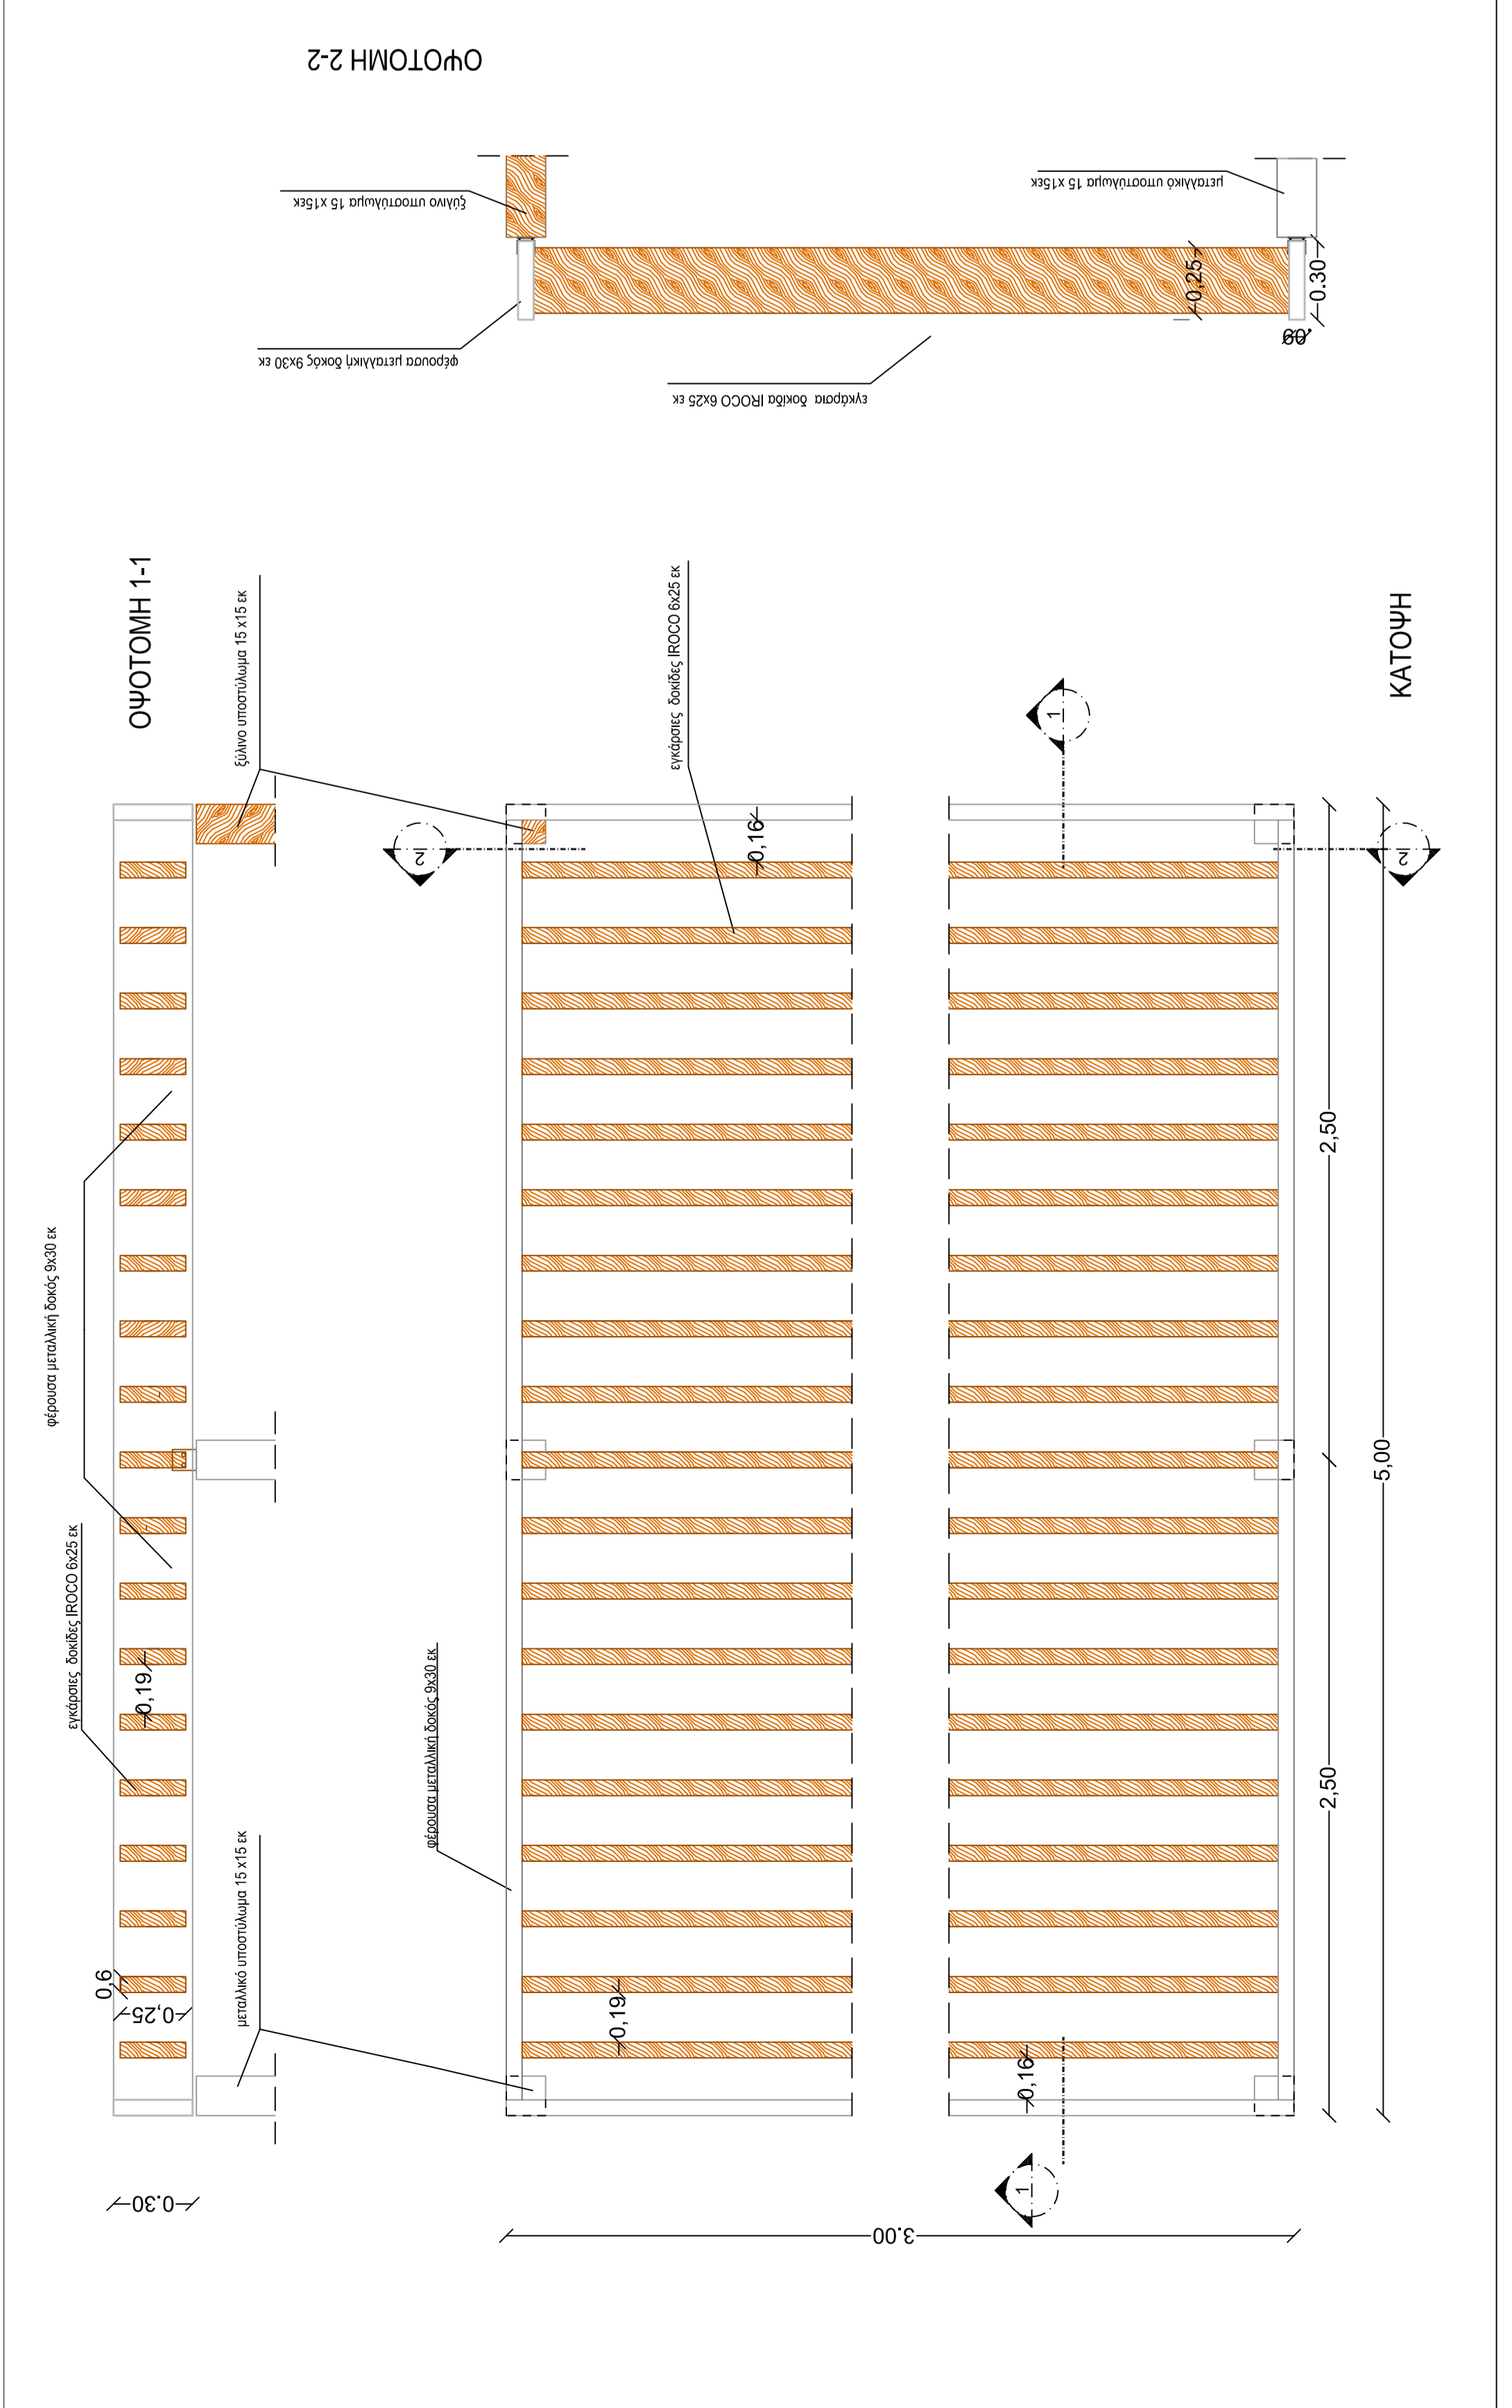 ΟΨΟΤΟΜΗ 2-2
ξύλινο υποστύλωμα 15 x15εκ
μεταλλικό υποστύλωμα 15 x15εκ
φέρουσα μεταλλική δοκός 9x30 εκ
εγκάρσια δοκίδα IROCO 6x25 εκ
0,25
0.30
.09
ΟΨΟΤΟΜΗ 1-1
ξύλινο υποστύλωμα 15 x15 εκ
φέρουσα μεταλλική δοκός 9x30 εκ
εγκάρσιες δοκίδες IROCO 6x25 εκ
μεταλλικό υποστύλωμα 15 x15 εκ
0,19
0,6
0,25
0.30
ΚΑΤΟΨΗ
εγκάρσιες δοκίδες IROCO 6x25 εκ
φέρουσα μεταλλική δοκός 9x30 εκ
0,16
0,19
0,16
1
1
2
2
2,50
2,50
5,00
3.00